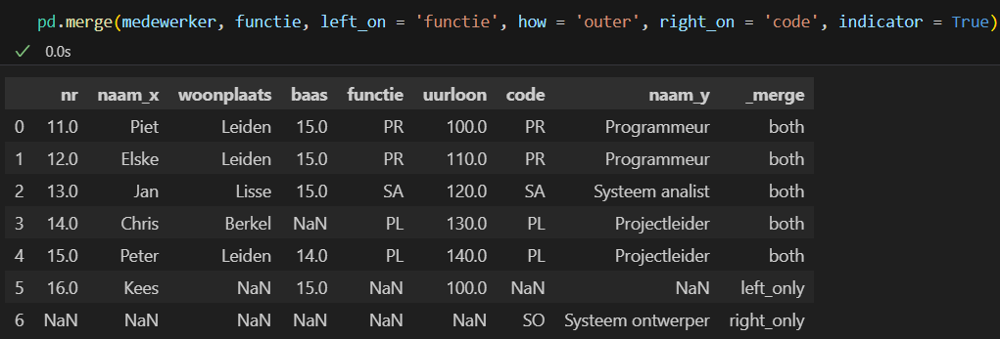 pd.merge(medewerker, functie, left_on = 'functie', how = 'outer', right_on = 'code', indicator = True)
✓ 0.0s
nr naam_x woonplaats baas functie uurloon code naam_y _merge
0 11.0 Piet Leiden 15.0 PR 100.0 PR Programmeur both
1 12.0 Elske Leiden 15.0 PR 110.0 PR Programmeur both
2 13.0 Jan Lisse 15.0 SA 120.0 SA Systeem analist both
3 14.0 Chris Berkel NaN PL 130.0 PL Projectleider both
4 15.0 Peter Leiden 14.0 PL 140.0 PL Projectleider both
5 16.0 Kees NaN 15.0 NaN 100.0 NaN NaN left_only
6 NaN NaN NaN NaN NaN NaN SO Systeem ontwerper right_only